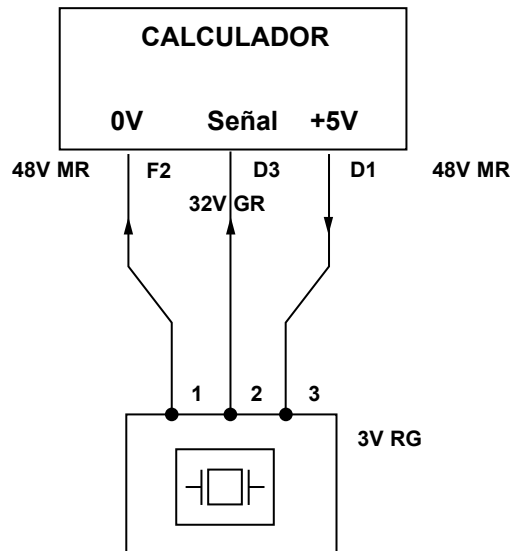 CALCULADOR
0V Señal +5V
48V MR F2 D3 D1 48V MR
32V GR
1 2 3
3V RG